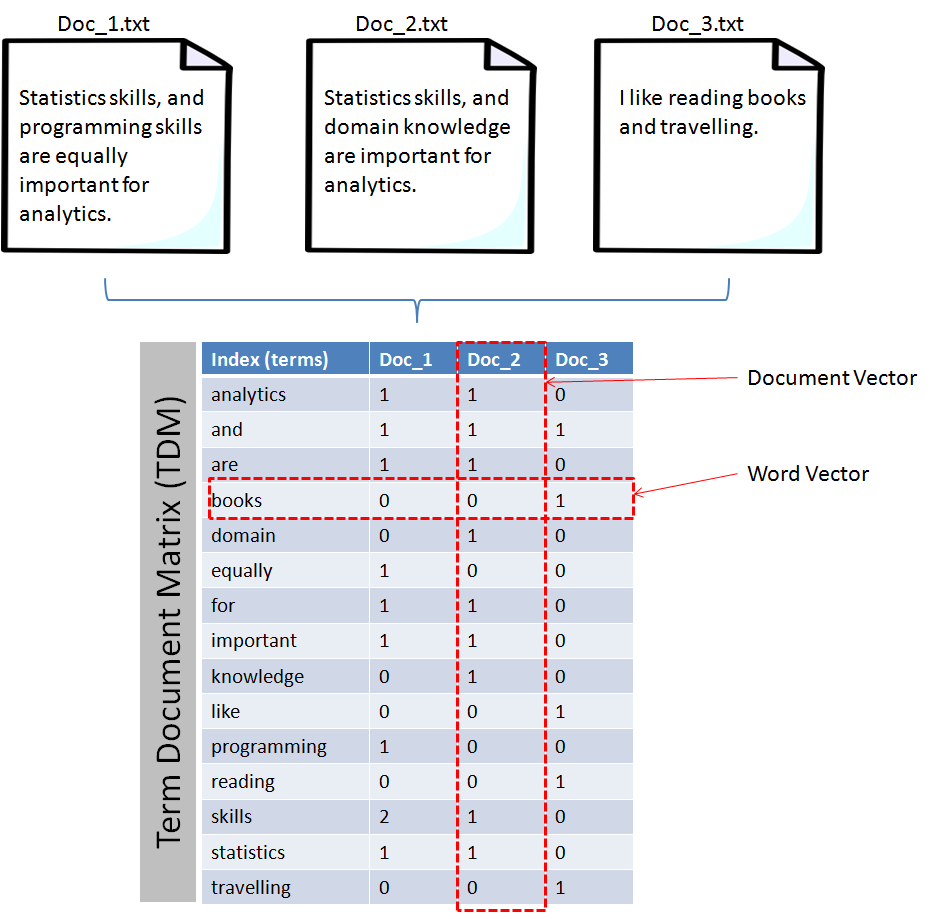 Doc_1.txt
Statistics skills, and
programming skills
are equally
important for
analytics.
Doc_2.txt
Statistics skills, and
domain knowledge
are important for
analytics.
Doc_3.txt
I like reading books
and travelling.
Term Document Matrix (TDM)
Index (terms) Doc_1 Doc_2 Doc_3
analytics 1 1 0
and 1 1 1
are 1 1 0
books 0 0 1
domain 0 1 0
equally 1 0 0
for 1 1 0
important 1 1 0
knowledge 0 1 0
like 0 0 1
programming 1 0 0
reading 0 0 1
skills 2 1 0
statistics 1 1 0
travelling 0 0 1
Document Vector
Word Vector